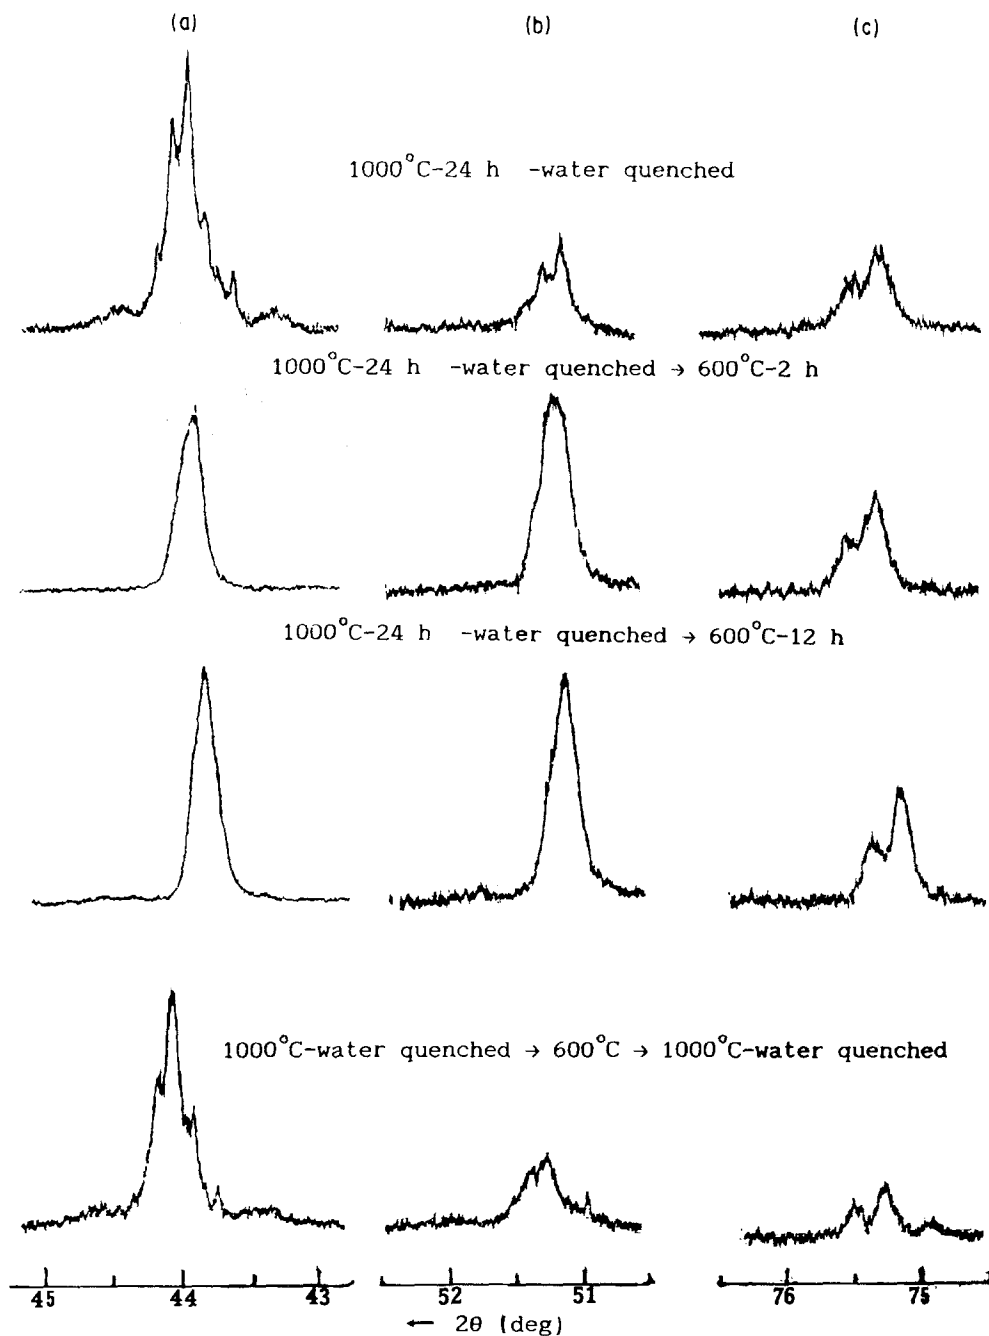 (a) (b) (c)
1000°C-24 h -water quenched
1000°C-24 h -water quenched → 600°C-2 h
1000°C-24 h -water quenched → 600°C-12 h
1000°C-water quenched → 600°C → 1000°C-water quenched
45 44 43 52 51 76 75
← 2θ (deg)